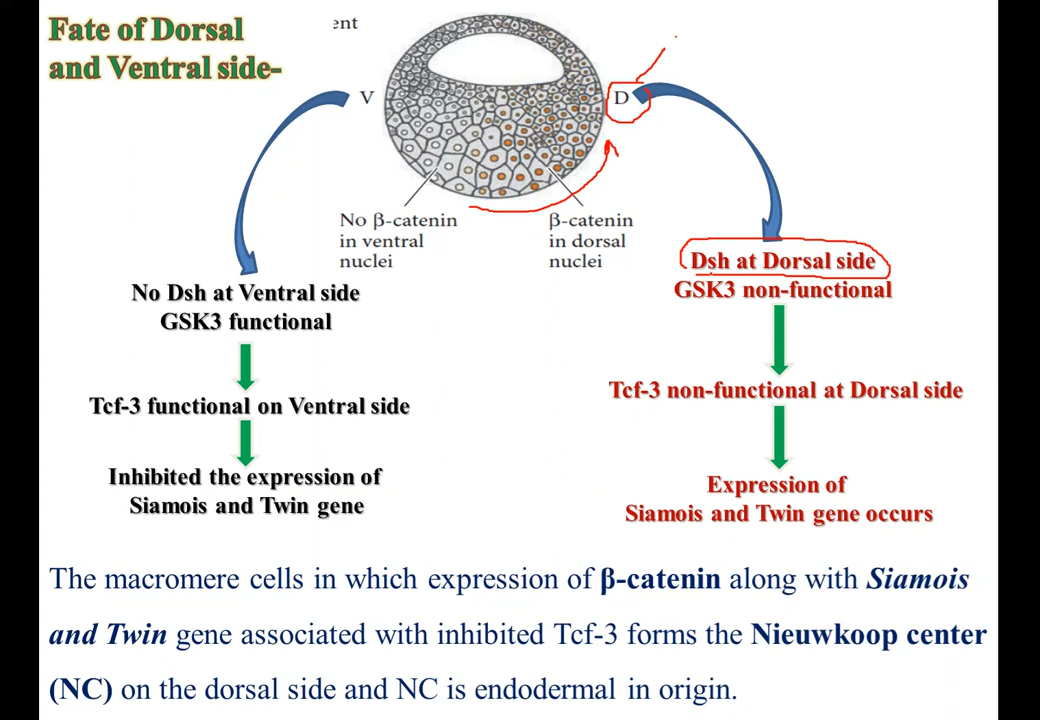 Fate of Dorsal
and Ventral side-
ent
V
D
No β-catenin
in ventral
nuclei
β-catenin
in dorsal
nuclei
No Dsh at Ventral side
GSK3 functional
Tcf-3 functional on Ventral side
Inhibited the expression of
Siamois and Twin gene
Dsh at Dorsal side
GSK3 non-functional
Tcf-3 non-functional at Dorsal side
Expression of
Siamois and Twin gene occurs
The macromere cells in which expression of β-catenin along with Siamois
and Twin gene associated with inhibited Tcf-3 forms the Nieuwkoop center
(NC) on the dorsal side and NC is endodermal in origin.